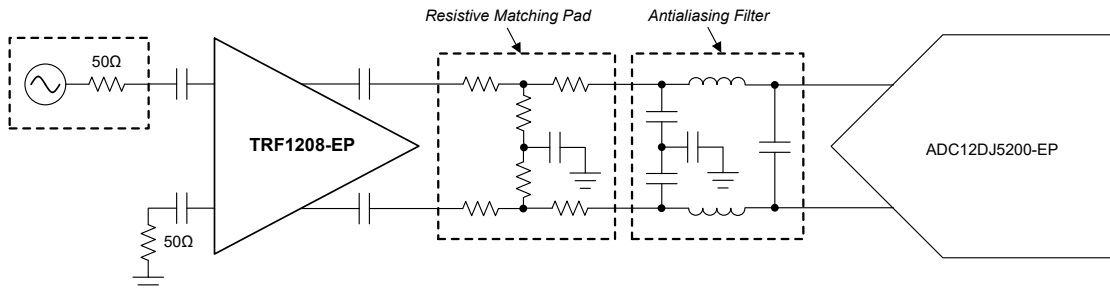 Resistive Matching Pad
Antialiasing Filter
50Ω
TRF1208-EP
ADC12DJ5200-EP
50Ω